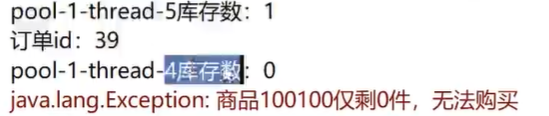 pool-1-thread-5库存数：1
订单id：39
pool-1-thread-4库存数：0
java.lang.Exception: 商品100100仅剩0件，无法购买